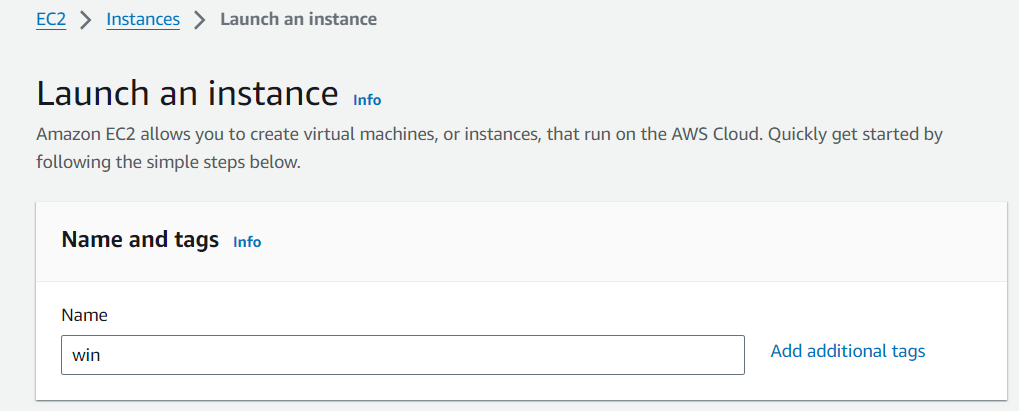 EC2 > Instances > Launch an instance
Launch an instance Info
Amazon EC2 allows you to create virtual machines, or instances, that run on the AWS Cloud. Quickly get started by
following the simple steps below.
Name and tags Info
Name
win
Add additional tags